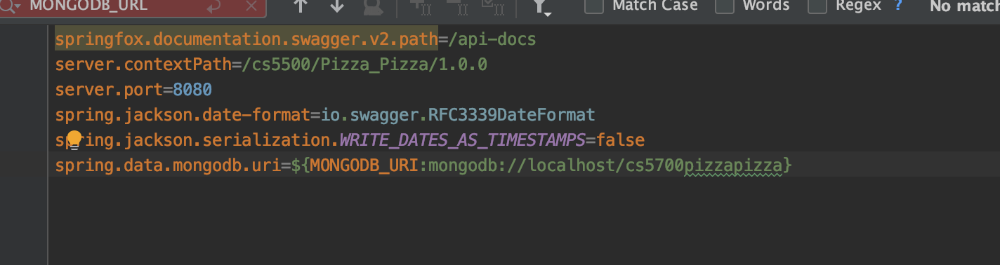 MONGODB_URL Match Case Words Regex ? No match
springfox.documentation.swagger.v2.path=/api-docs
server.contextPath=/cs5500/Pizza_Pizza/1.0.0
server.port=8080
spring.jackson.date-format=io.swagger.RFC3339DateFormat
spring.jackson.serialization.WRITE_DATES_AS_TIMESTAMPS=false
spring.data.mongodb.uri=${MONGODB_URI:mongodb://localhost/cs5700pizzapizza}